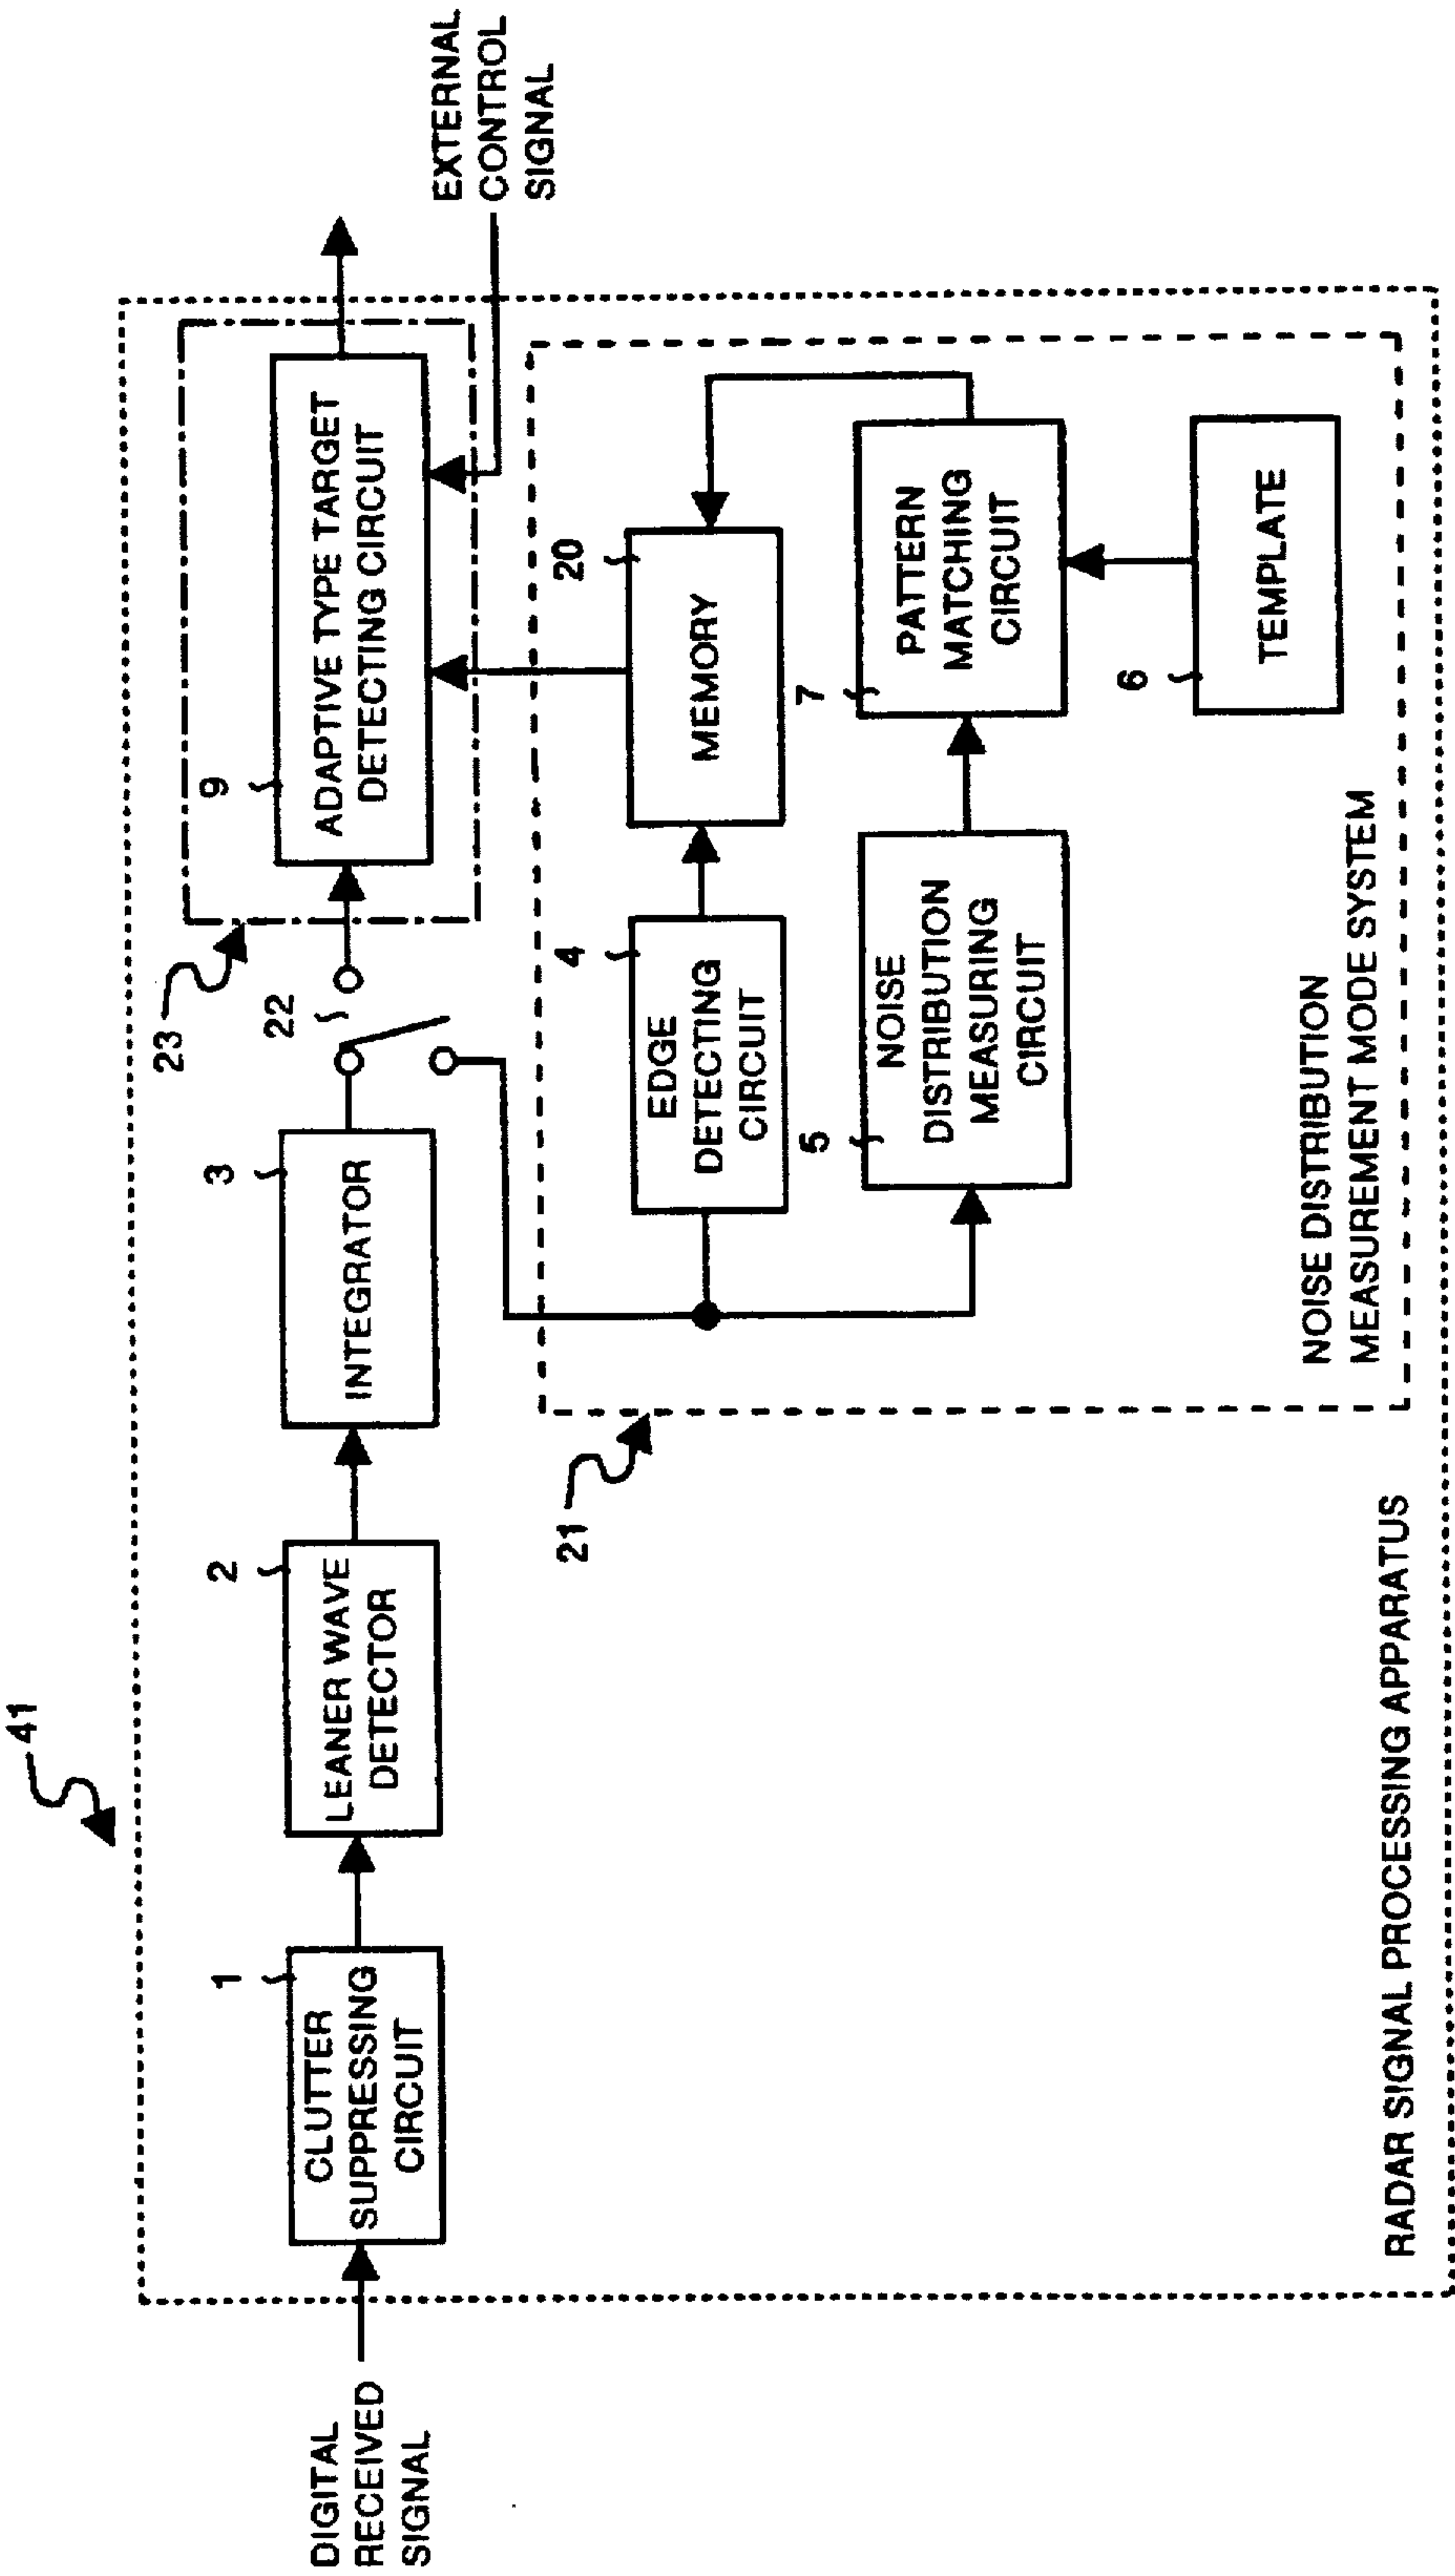 41
DIGITAL
RECEIVED
SIGNAL
1
CLUTTER
SUPPRESSING
CIRCUIT
2
LEANER WAVE
DETECTOR
3
INTEGRATOR
22
23
9
ADAPTIVE TYPE TARGET
DETECTING CIRCUIT
EXTERNAL
CONTROL
SIGNAL
21
4
EDGE
DETECTING
CIRCUIT
20
MEMORY
5
NOISE
DISTRIBUTION
MEASURING
CIRCUIT
7
PATTERN
MATCHING
CIRCUIT
6
TEMPLATE
NOISE DISTRIBUTION
MEASUREMENT MODE SYSTEM
RADAR SIGNAL PROCESSING APPARATUS